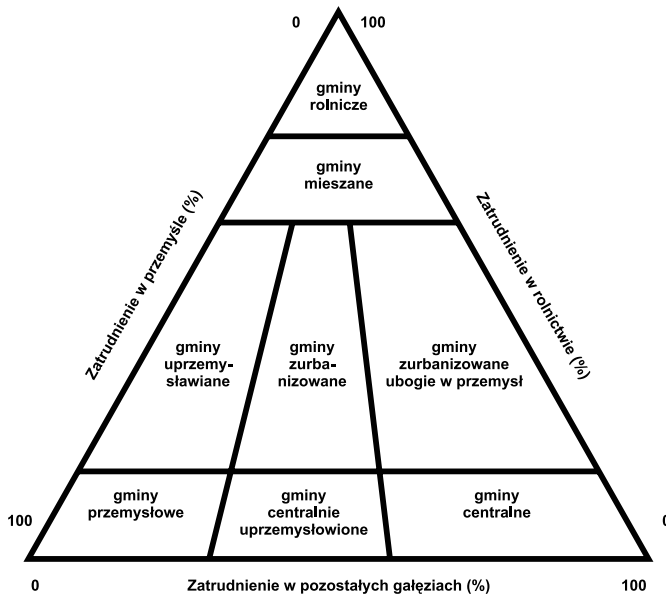 0 100
gminy
rolnicze
gminy
mieszane
Zatrudnienie w przemyśle (%)
Zatrudnienie w rolnictwie (%)
gminy
uprzemy-
sławiane
gminy
zurba-
nizowane
gminy
zurbanizowane
ubogie w przemysł
gminy
przemysłowe
gminy
centralnie
uprzemysłowione
gminy
centralne
100
0
0
Zatrudnienie w pozostałych gałęziach (%)
100